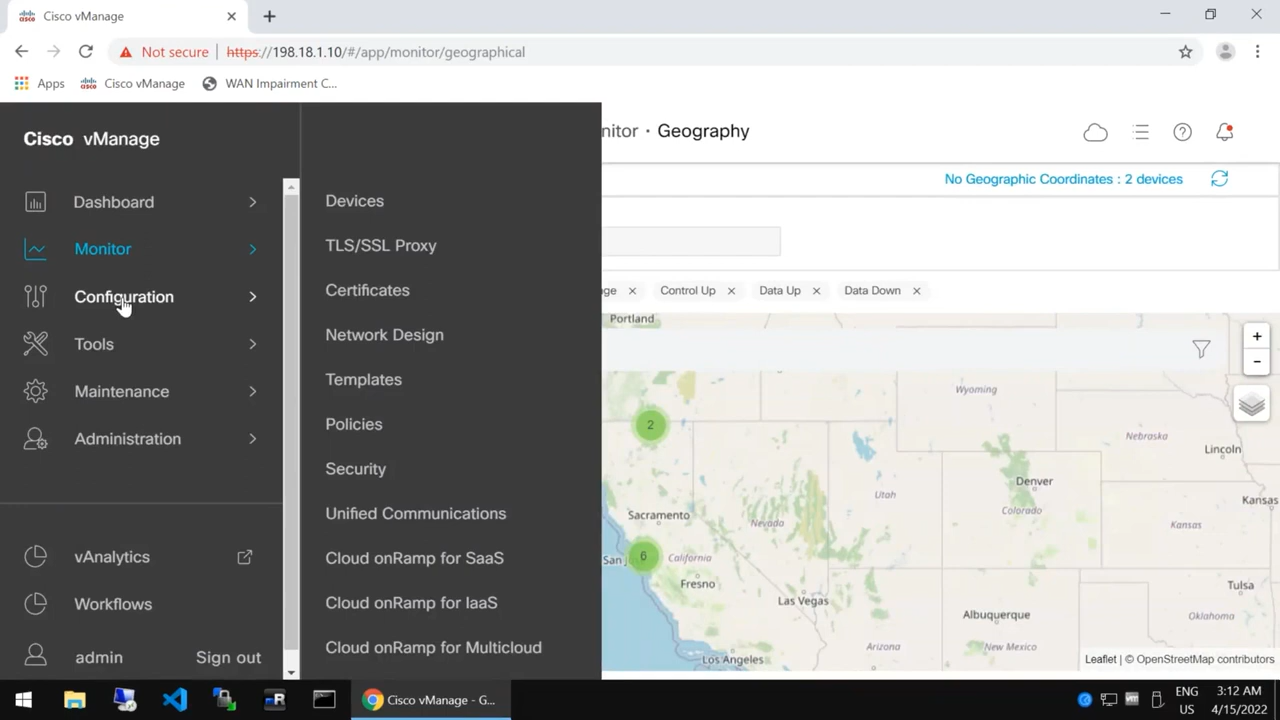 Cisco vManage
Not secure | https://198.18.1.10/#/app/monitor/geographical
Apps
Cisco vManage
WAN Impairment C...
Cisco vManage
nitor · Geography
No Geographic Coordinates : 2 devices
Dashboard
Monitor
Configuration
Tools
Maintenance
Administration
vAnalytics
Workflows
admin
Sign out
Devices
TLS/SSL Proxy
Certificates
Network Design
Templates
Policies
Security
Unified Communications
Cloud onRamp for SaaS
Cloud onRamp for IaaS
Cloud onRamp for Multicloud
ge
Control Up
Data Up
Data Down
Portland
+
-
Wyoming
2
Nebraska
Lincoln
Denver
Colorado
Utah
Kansas
Sacramento
Nevada
Kansas
San J
6
California
Fresno
Las Vegas
Tulsa
Albuquerque
Oklahoma
Arizona
New Mexico
Los Angeles
Leaflet | © OpenStreetMap contributors
Cisco vManage - G...
ENG
US
3:12 AM
4/15/2022